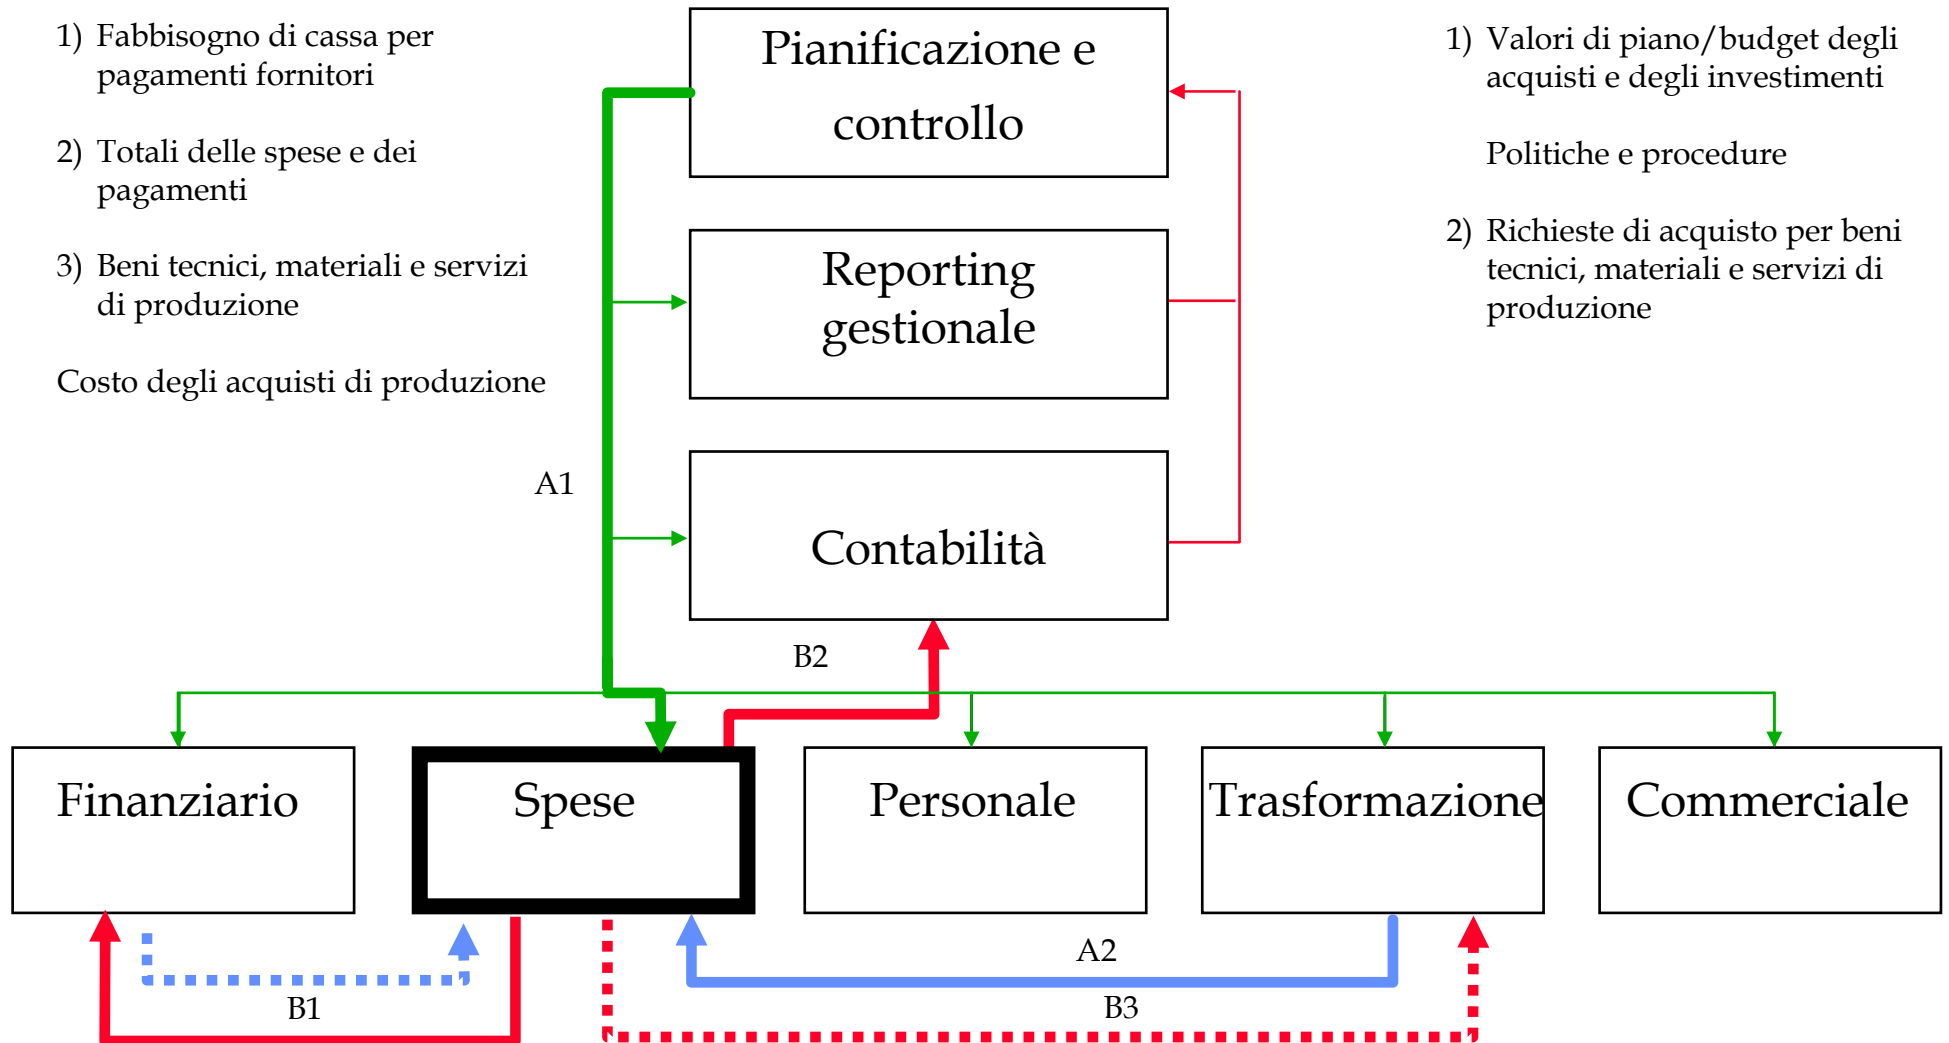 1) Fabbisogno di cassa per
pagamenti fornitori
2) Totali delle spese e dei
pagamenti
3) Beni tecnici, materiali e servizi
di produzione
Costo degli acquisti di produzione
Pianificazione e
controllo
Reporting
gestionale
Contabilità
1) Valori di piano/budget degli
acquisti e degli investimenti
Politiche e procedure
2) Richieste di acquisto per beni
tecnici, materiali e servizi di
produzione
A1
B2
Finanziario
Spese
Personale
Trasformazione
Commerciale
A2
B1
B3